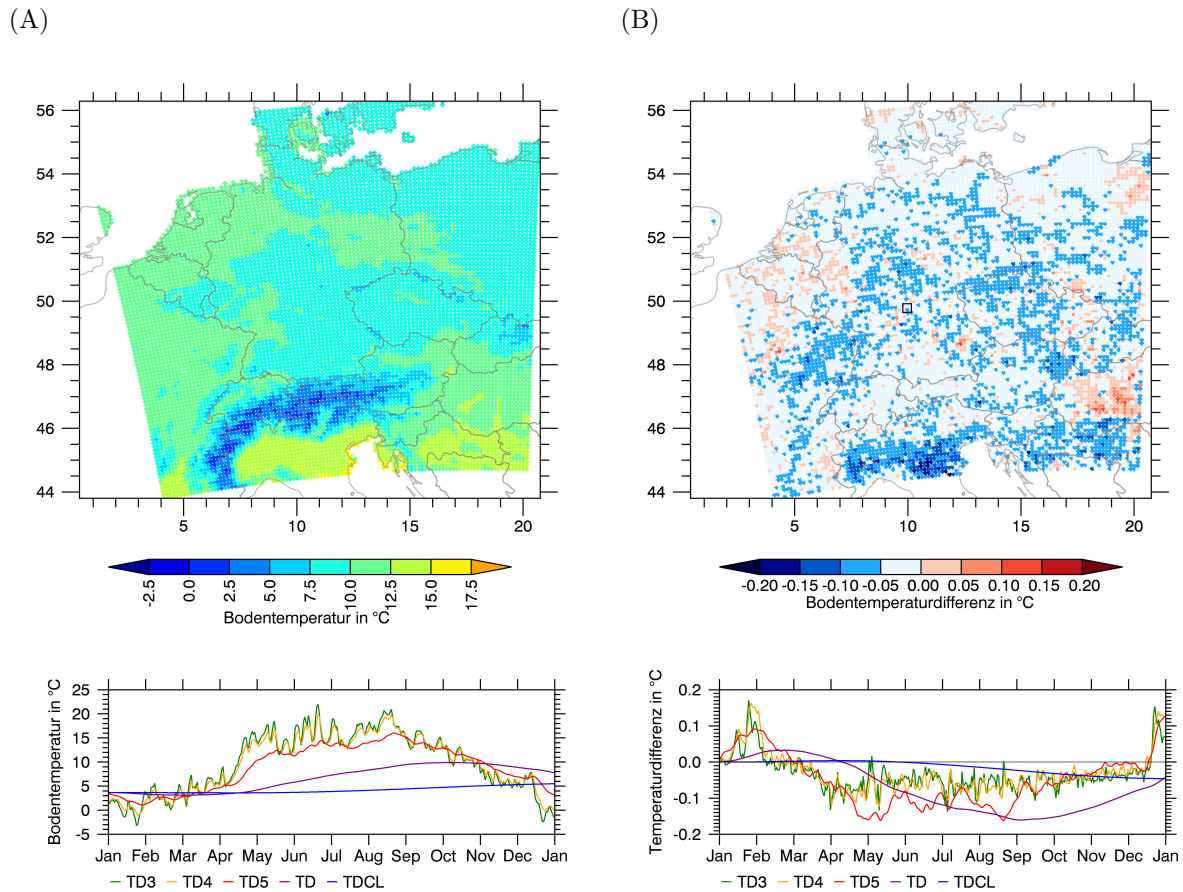 (A)
(B)
56
54
52
50
48
46
44
5 10 15 20
-2.5 0.0 2.5 5.0 7.5 10.0 12.5 15.0 17.5
Bodentemperatur in °C
56
54
52
50
48
46
44
5 10 15 20
-0.20 -0.15 -0.10 -0.05 0.00 0.05 0.10 0.15 0.20
Bodentemperaturdifferenz in °C
Bodentemperatur in °C
25
20
15
10
5
0
-5
Jan Feb Mar Apr May Jun Jul Aug Sep Oct Nov Dec Jan
TD3 TD4 TD5 TD TDCL
Temperaturdifferenz in °C
0.2
0.1
0.0
-0.1
-0.2
Jan Feb Mar Apr May Jun Jul Aug Sep Oct Nov Dec Jan
TD3 TD4 TD5 TD TDCL